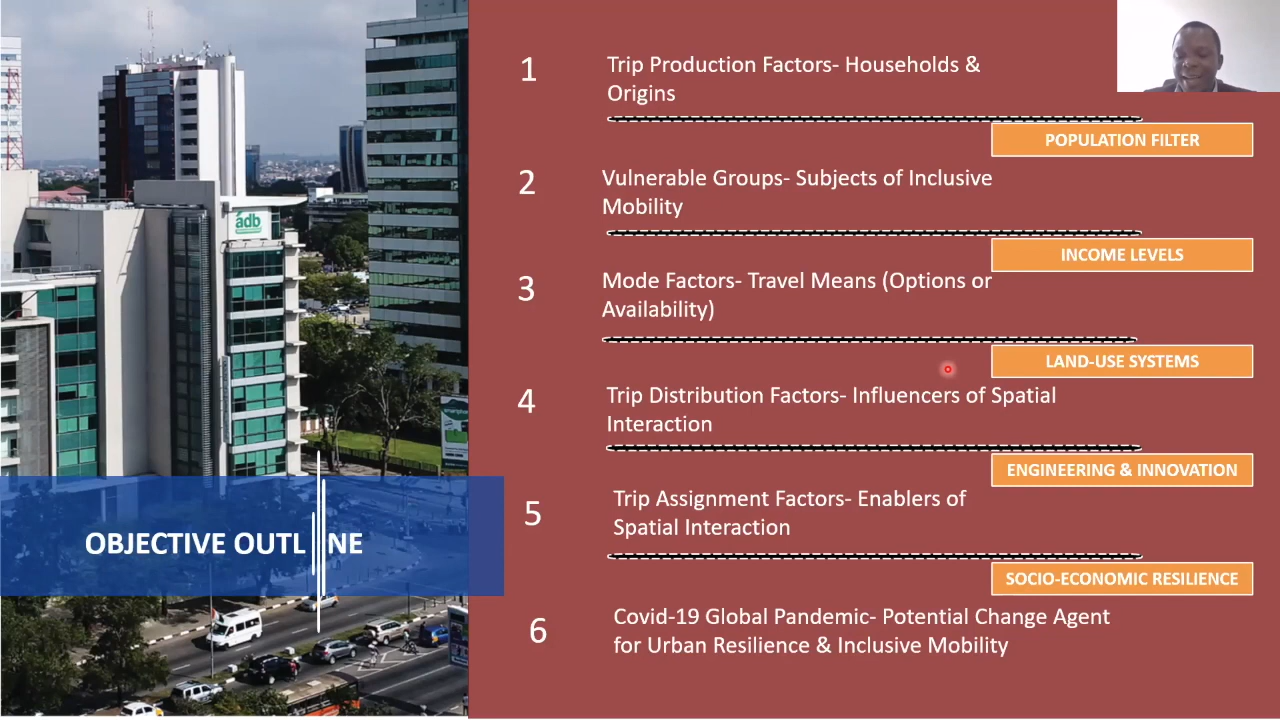 adb
OBJECTIVE OUTL NE
1
Trip Production Factors- Households &
Origins
POPULATION FILTER
2
Vulnerable Groups- Subjects of Inclusive
Mobility
INCOME LEVELS
3
Mode Factors- Travel Means (Options or
Availability)
LAND-USE SYSTEMS
4
Trip Distribution Factors- Influencers of Spatial
Interaction
ENGINEERING & INNOVATION
5
Trip Assignment Factors- Enablers of
Spatial Interaction
SOCIO-ECONOMIC RESILIENCE
6
Covid-19 Global Pandemic- Potential Change Agent
for Urban Resilience & Inclusive Mobility